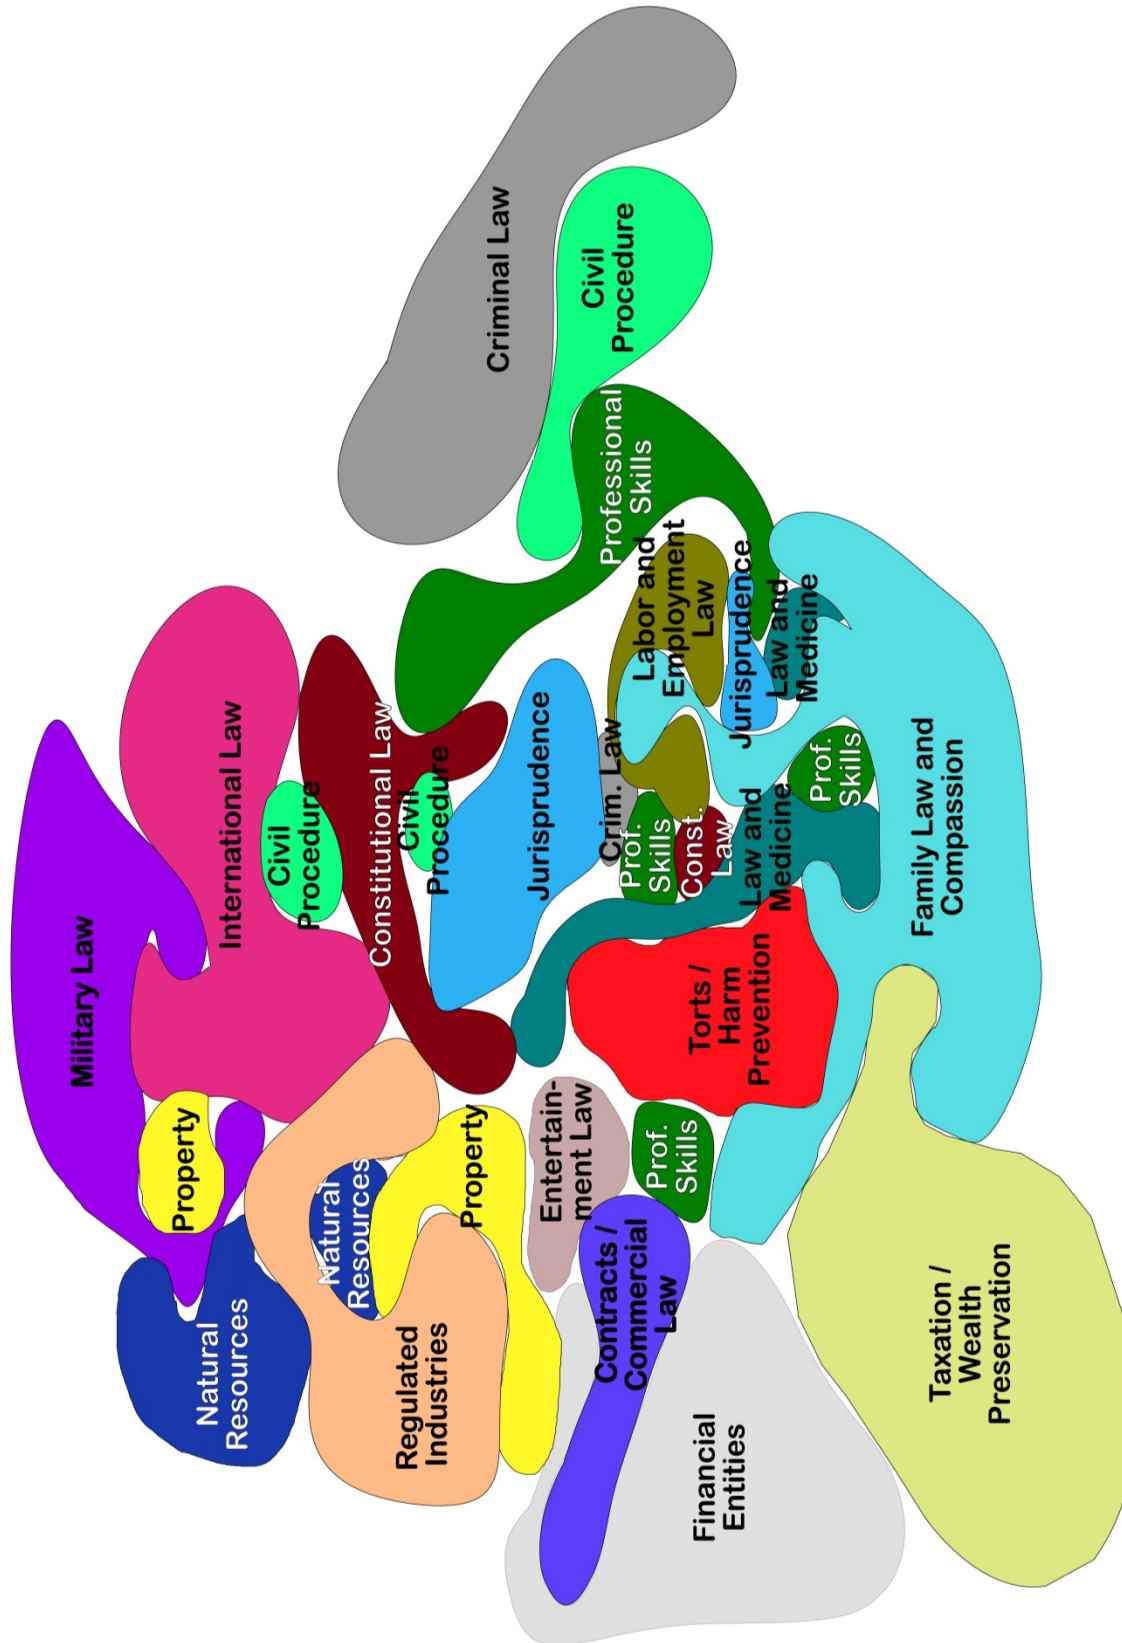 Military Law
International Law
Criminal Law
Natural
Resources
Property
Civil
Procedure
Constitutional Law
Civil
Procedure
Civil
Procedure
Regulated
Industries
Natural
Resources
Property
Jurisprudence
Professional
Skills
Entertain-
ment Law
Crim. Law
Labor and
Employment
Law
Contracts /
Commercial
Law
Prof.
Skills
Torts /
Harm
Prevention
Prof.
Skills
Const.
Law
Law and
Medicine
Jurisprudence
Law and
Medicine
Prof.
Skills
Financial
Entities
Family Law and
Compassion
Taxation /
Wealth
Preservation